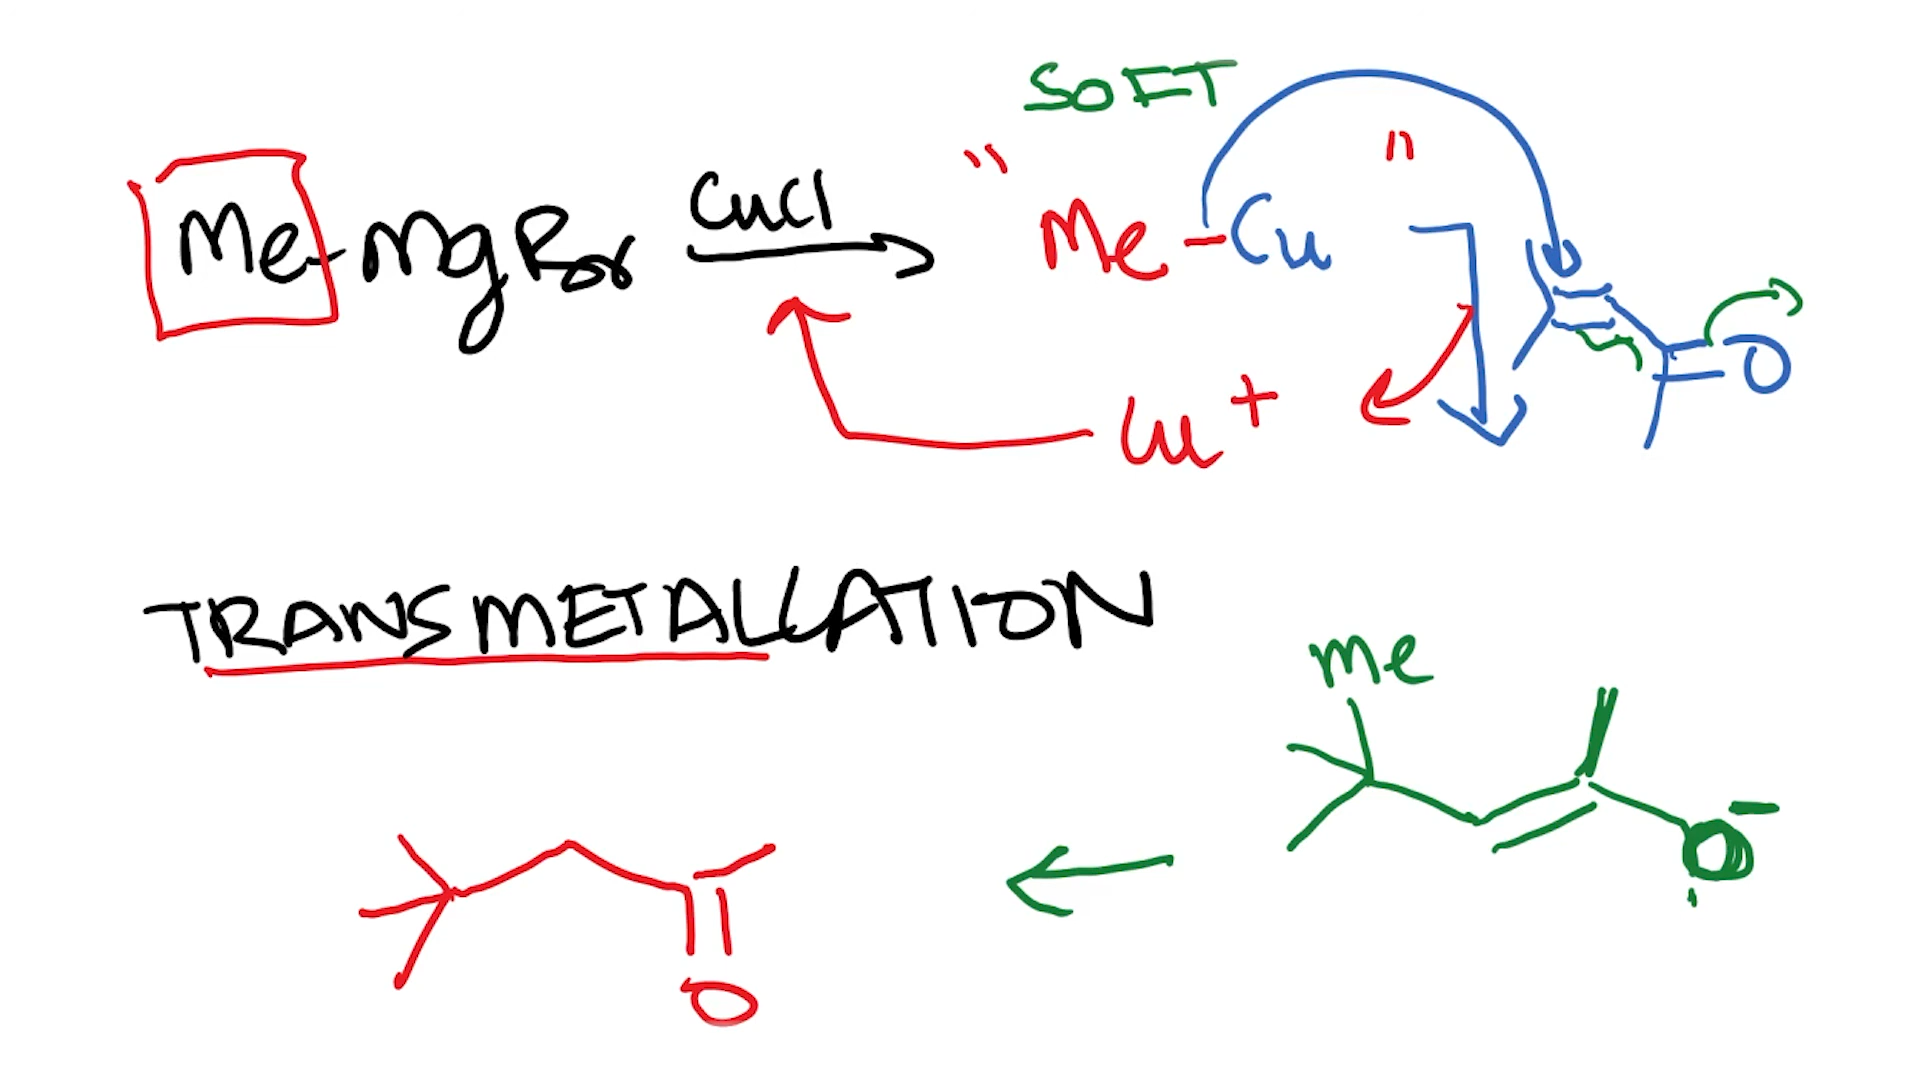 SOFT
Me-MgBr CuCl " Me-Cu "
O
Cu+
TRANSMETALLATION
Me
O-
O